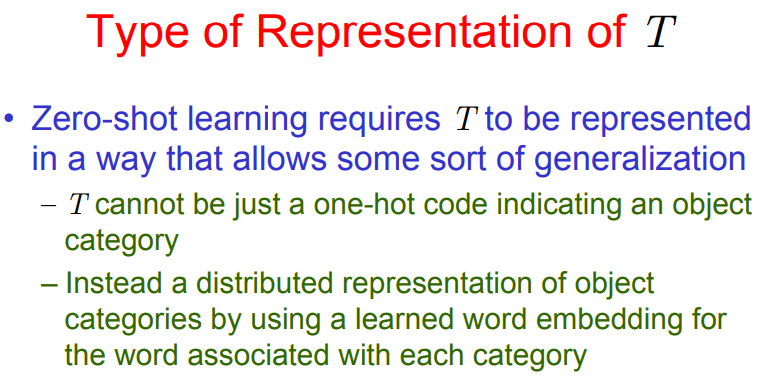 Type of Representation of T
• Zero-shot learning requires T to be represented
in a way that allows some sort of generalization
– T cannot be just a one-hot code indicating an object
category
– Instead a distributed representation of object
categories by using a learned word embedding for
the word associated with each category